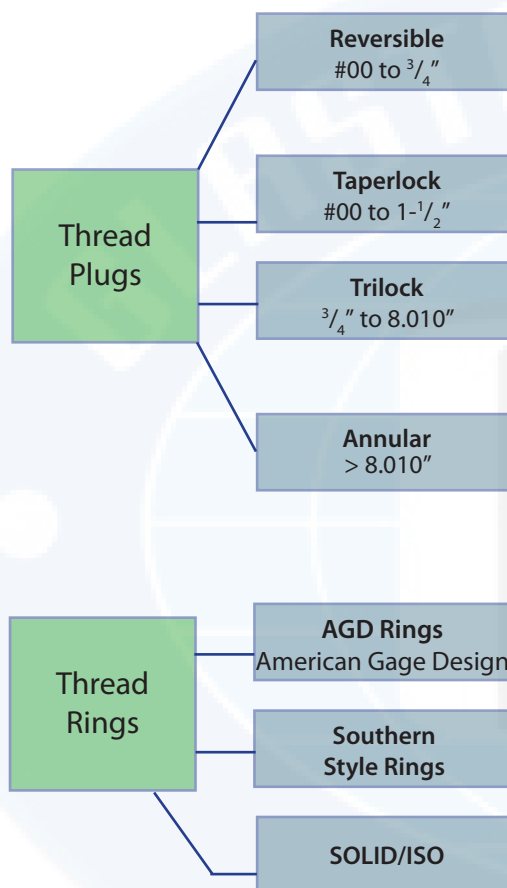 Reversible
#00 to 3/4”
Thread
Plugs
Taperlock
#00 to 1-1/2”
Trilock
3/4” to 8.010”
Annular
> 8.010”
Thread
Rings
AGD Rings
American Gage Design
Southern
Style Rings
SOLID/ISO